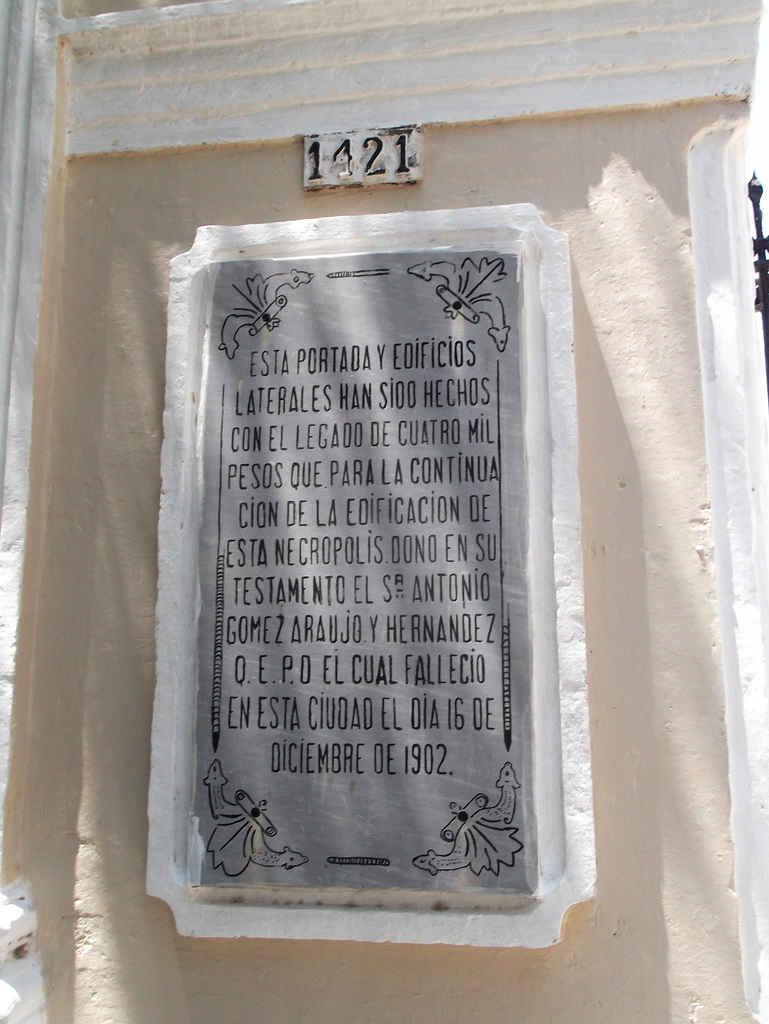 1421
ESTA PORTADA Y EDIFICIOS
LATERALES HAN SIDO HECHOS
CON EL LEGADO DE CUATRO MIL
PESOS QUE. PARA LA CONTINUA
CION DE LA EDIFICACION DE
ESTA NECROPOLIS. DONO EN SU
TESTAMENTO EL SR. ANTONIO
GOMEZ ARAUJO. Y HERNANDEZ
Q. E. P. D EL CUAL FALLECIO
EN ESTA CIUDAD EL DIA 16 DE
DICIEMBRE DE 1902.